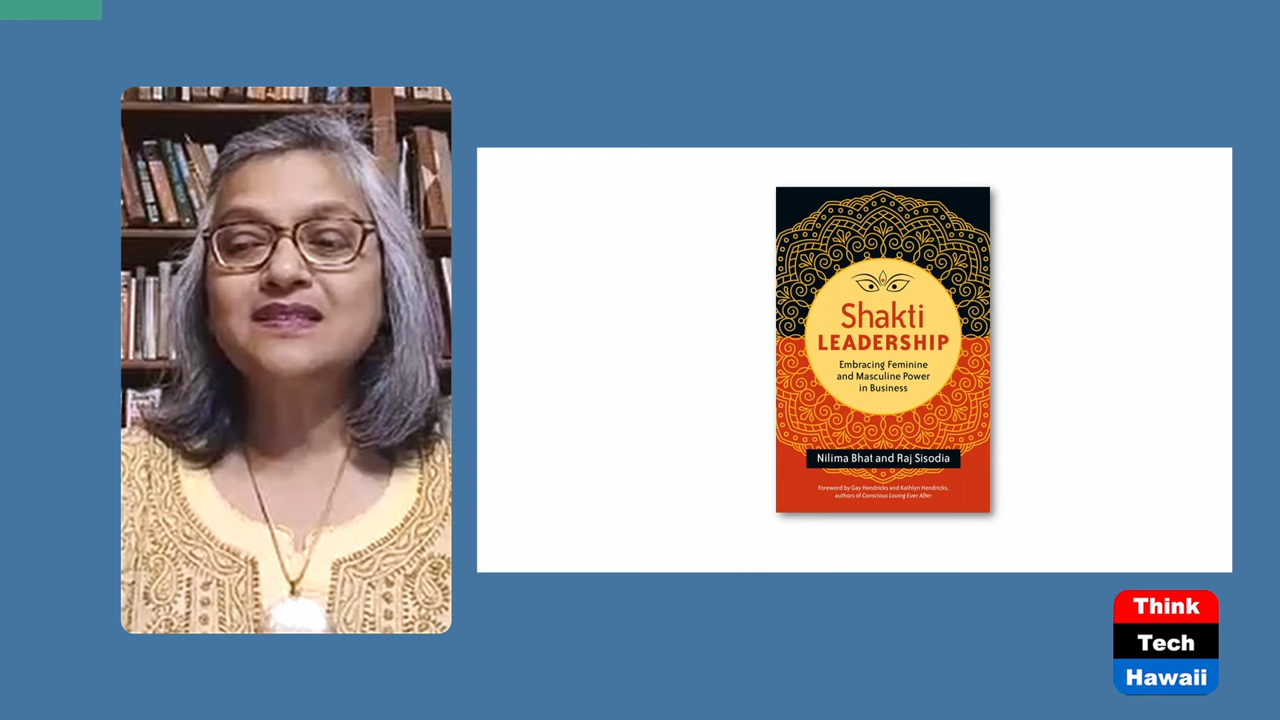 Shakti
LEADERSHIP
Embracing Feminine
and Masculine Power
in Business
Nilima Bhat and Raj Sisodia
Foreword by Gay Hendricks and Kathlyn Hendricks,
authors of Conscious Loving Ever After
Think
Tech
Hawaii